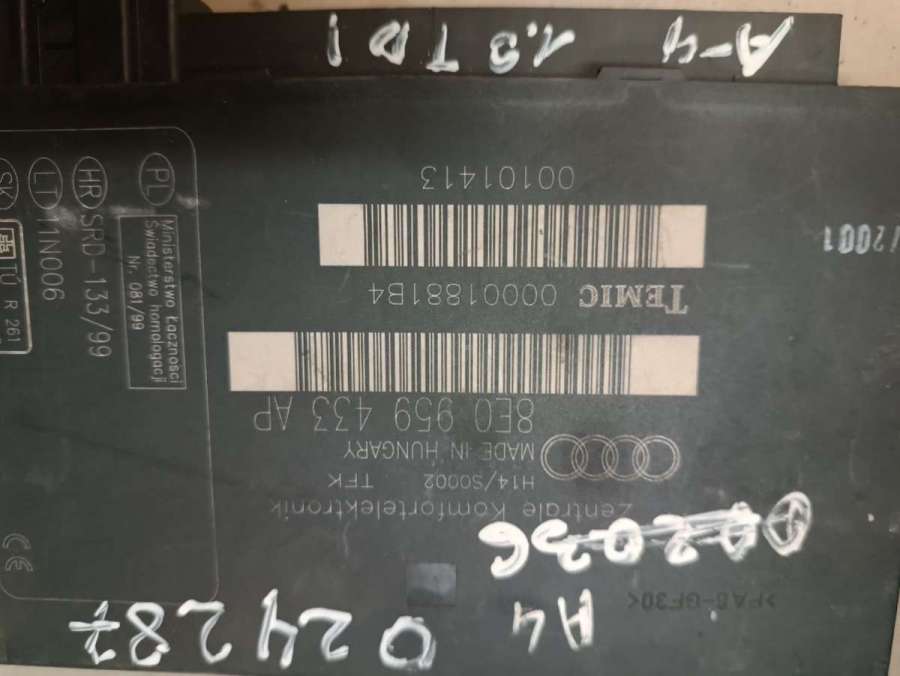 >PA6-GF30<
A4
024287
Zentrale Komfortelektronik
H14/S0002 TFK
MADE IN HUNGARY
8E0 959 433 AP
TEMIC 00001881B4
00101413
/2001
A-4 1.9 TDI
PL
Ministerstwo Łączności
Świadectwo homologacji
Nr. 081/99
HR SRD-133/99
LT 11N006
SK TÚ R 261
CE